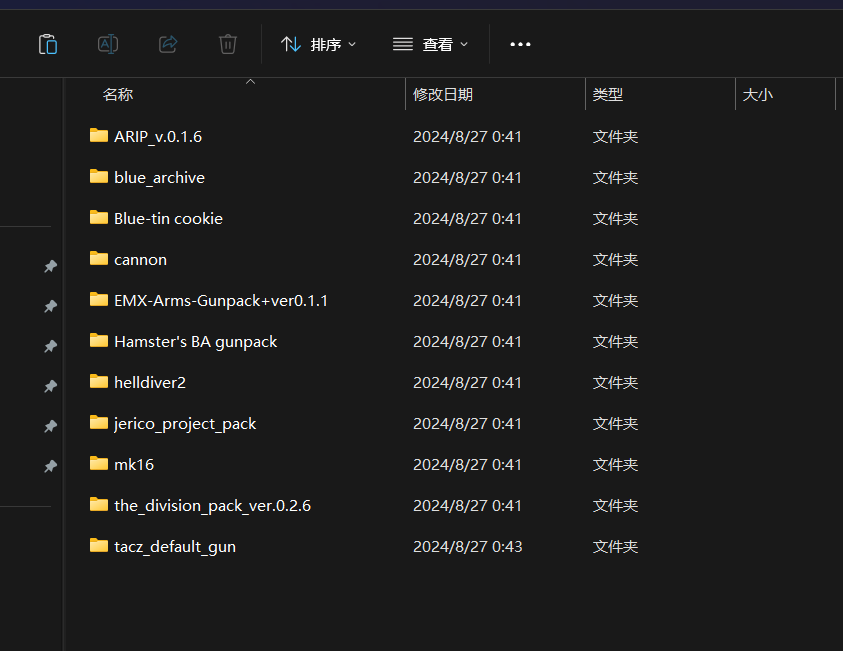 排序 查看
名称 修改日期 类型 大小
ARIP_v.0.1.6 2024/8/27 0:41 文件夹
blue_archive 2024/8/27 0:41 文件夹
Blue-tin cookie 2024/8/27 0:41 文件夹
cannon 2024/8/27 0:41 文件夹
EMX-Arms-Gunpack+ver0.1.1 2024/8/27 0:41 文件夹
Hamster's BA gunpack 2024/8/27 0:41 文件夹
helldiver2 2024/8/27 0:41 文件夹
jerico_project_pack 2024/8/27 0:41 文件夹
mk16 2024/8/27 0:41 文件夹
the_division_pack_ver.0.2.6 2024/8/27 0:41 文件夹
tacz_default_gun 2024/8/27 0:43 文件夹